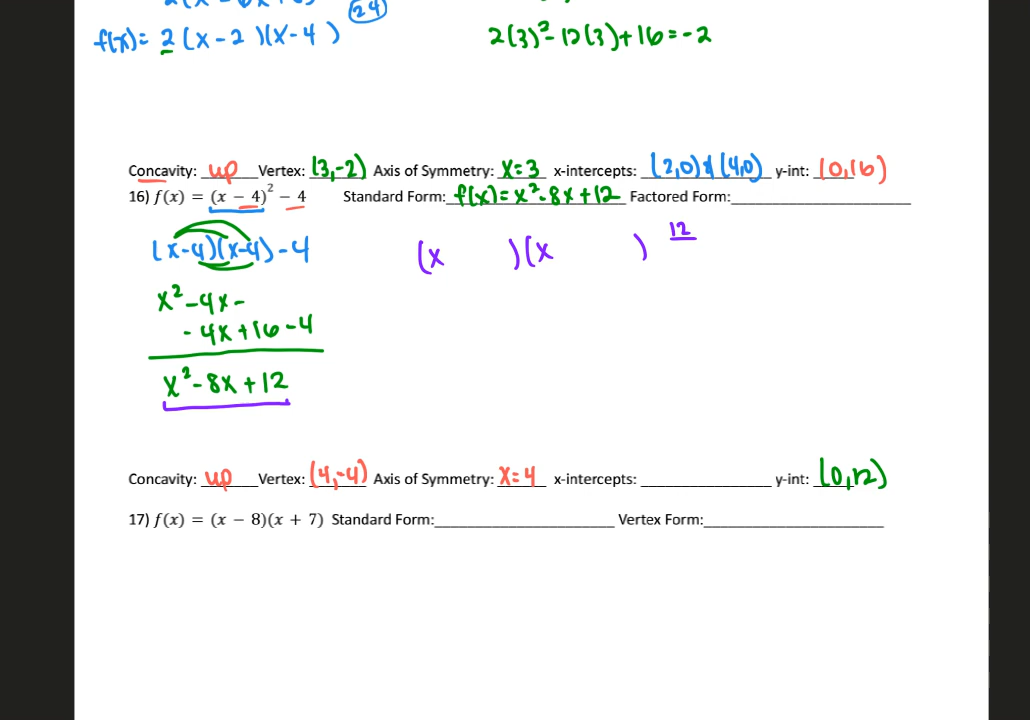 24
f(x)= 2(x-2)(x-4)
2(3)²-12(3)+16=-2
Concavity: up Vertex: (3,-2) Axis of Symmetry: x=3 x-intercepts: (2,0) & (4,0) y-int: (0,16)
16) f(x) = (x − 4)² − 4 Standard Form: f(x)=x²-8x+12 Factored Form:
(x-4)(x-4)-4
(x )(x ) 12
x²-4x-
-4x+16-4
x²-8x+12
Concavity: up Vertex: (4,-4) Axis of Symmetry: x=4 x-intercepts: y-int: (0,12)
17) f(x) = (x − 8)(x + 7) Standard Form: Vertex Form: